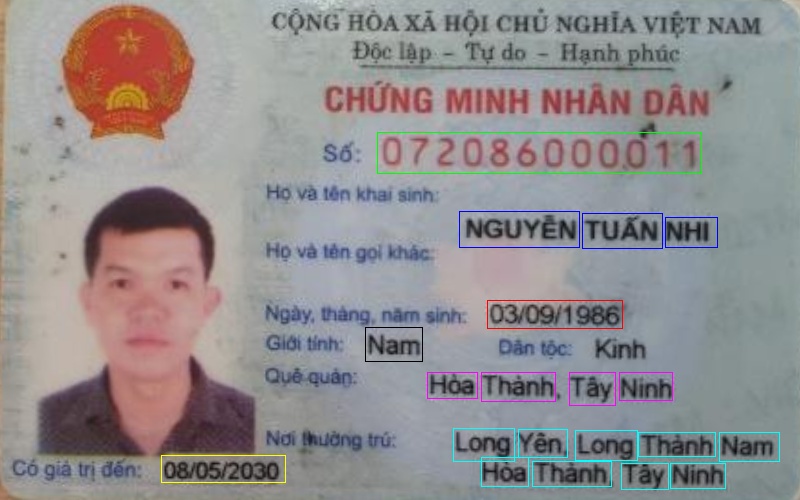 CỘNG HÒA XÃ HỘI CHỦ NGHĨA VIỆT NAM
Độc lập - Tự do - Hạnh phúc
CHỨNG MINH NHÂN DÂN
Số: 072086000011
Họ và tên khai sinh:
NGUYỄN TUẤN NHI
Họ và tên gọi khác:
Ngày, tháng, năm sinh: 03/09/1986
Giới tính: Nam Dân tộc: Kinh
Quê quán: Hòa Thành, Tây Ninh
Nơi thường trú: Long Yên, Long Thành Nam
Hòa Thành, Tây Ninh
Có giá trị đến: 08/05/2030